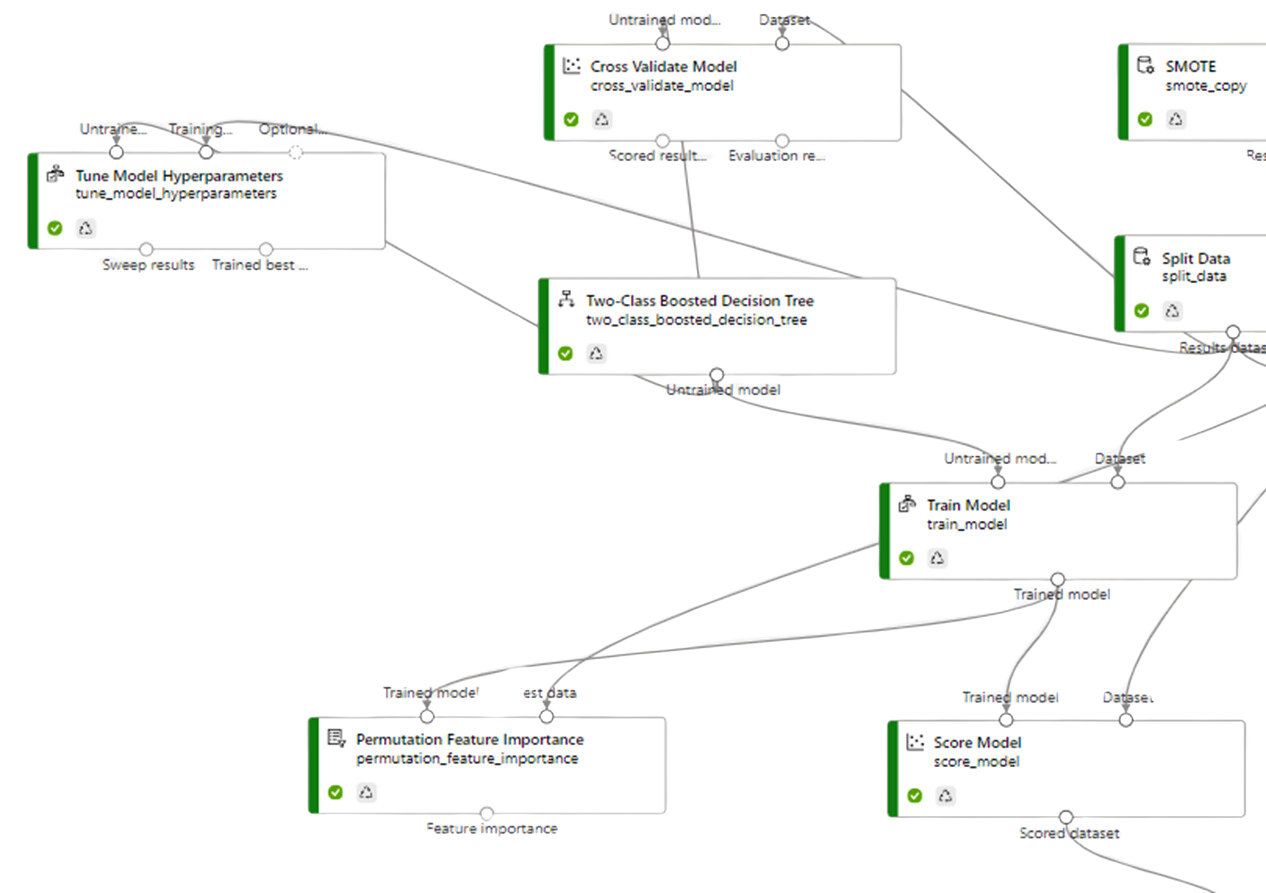 Untrained mod...
Dataset
Cross Validate Model
cross_validate_model
Scored result...
Evaluation re...
SMOTE
smote_copy
Res
Untraine...
Training...
Optional...
Tune Model Hyperparameters
tune_model_hyperparameters
Sweep results
Trained best ...
Split Data
split_data
Results datas
Two-Class Boosted Decision Tree
two_class_boosted_decision_tree
Untrained model
Untrained mod...
Dataset
Train Model
train_model
Trained model
Trained model
est data
Permutation Feature Importance
permutation_feature_importance
Feature importance
Trained model
Dataset
Score Model
score_model
Scored dataset